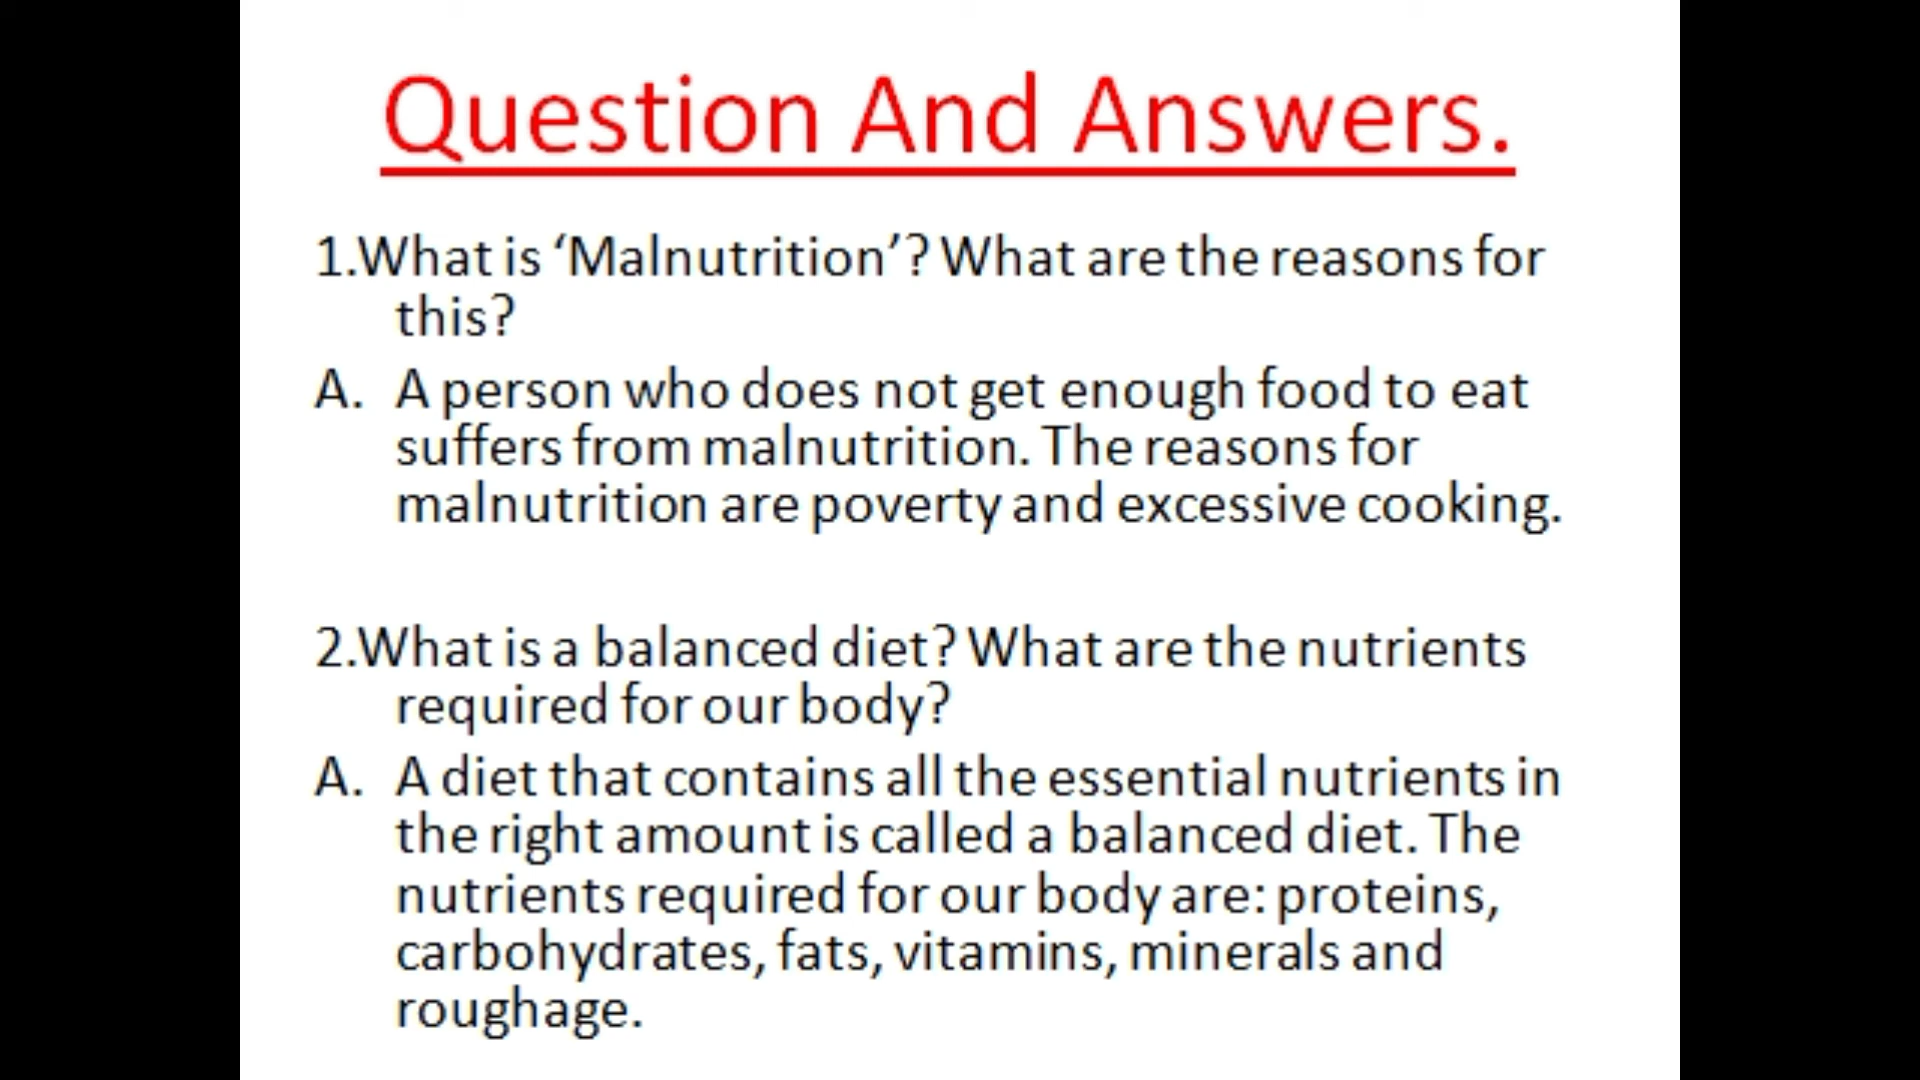 Question And Answers.
1.What is ‘Malnutrition’? What are the reasons for
this?
A. A person who does not get enough food to eat
suffers from malnutrition. The reasons for
malnutrition are poverty and excessive cooking.
2.What is a balanced diet? What are the nutrients
required for our body?
A. A diet that contains all the essential nutrients in
the right amount is called a balanced diet. The
nutrients required for our body are: proteins,
carbohydrates, fats, vitamins, minerals and
roughage.